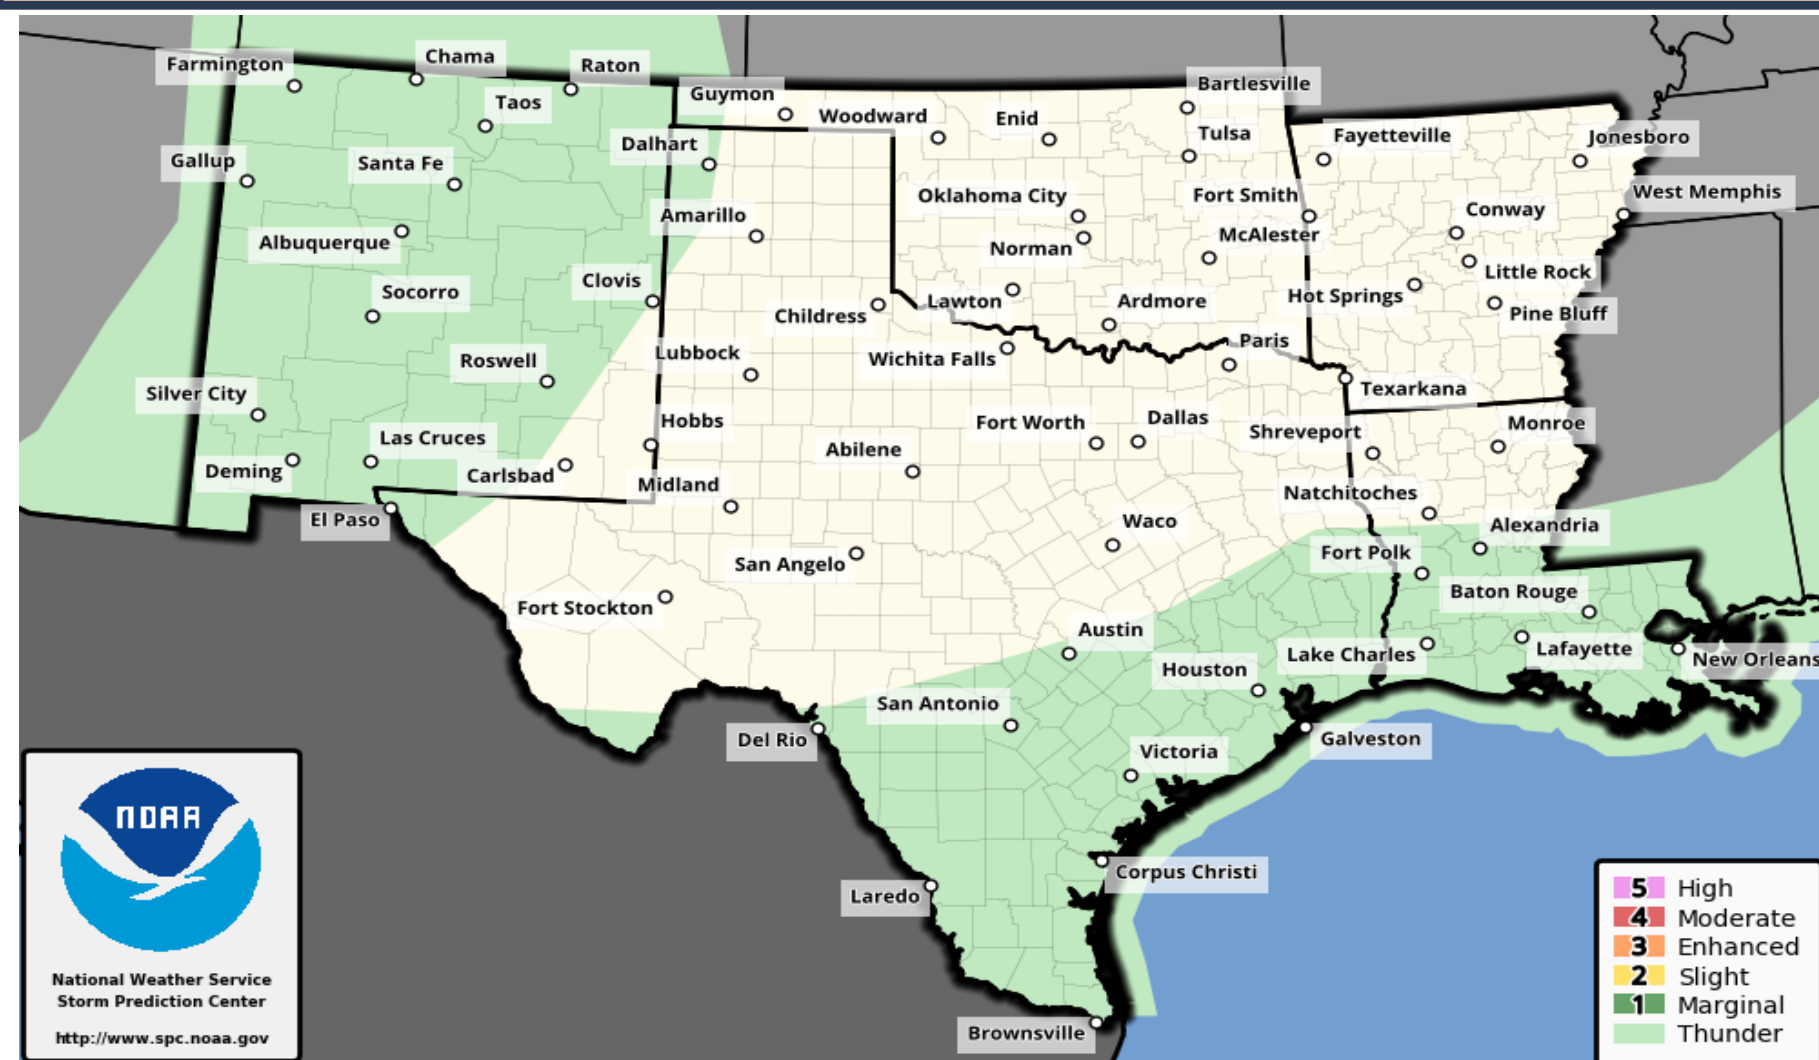 Farmington
Chama
Raton
Taos
Guymon
Woodward
Enid
Bartlesville
Tulsa
Fayetteville
Jonesboro
Gallup
Santa Fe
Dalhart
Oklahoma City
Fort Smith
West Memphis
Albuquerque
Amarillo
Norman
McAlester
Conway
Socorro
Clovis
Childress
Lawton
Ardmore
Hot Springs
Little Rock
Pine Bluff
Roswell
Lubbock
Wichita Falls
Paris
Silver City
Texarkana
Las Cruces
Hobbs
Abilene
Fort Worth
Dallas
Shreveport
Monroe
Deming
Carlsbad
Midland
Natchitoches
El Paso
Waco
Alexandria
San Angelo
Fort Polk
Fort Stockton
Baton Rouge
Austin
Houston
Lake Charles
Lafayette
New Orleans
San Antonio
Del Rio
Victoria
Galveston
Corpus Christi
Laredo
Brownsville
NOAA
National Weather Service
Storm Prediction Center
http://www.spc.noaa.gov
5 High
4 Moderate
3 Enhanced
2 Slight
1 Marginal
Thunder